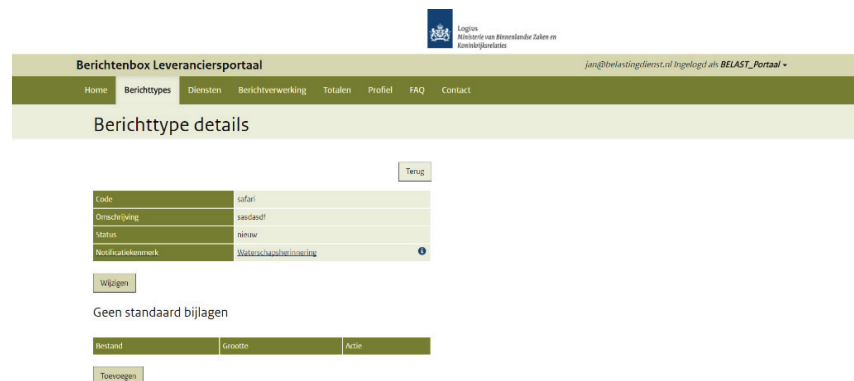 Logius
Ministerie van Binnenlandse Zaken en
Koninkrijksrelaties
Berichtenbox Leveranciersportaal
jan@belastingdienst.nl Ingelogd als BELAST_Portaal
Home Berichttypes Diensten Berichtverwerking Totalen Profiel FAQ Contact
Berichttype details
Terug
Code safari
Omschrijving sasdasd!
Status nieuw
Notificatiekenmerk Waterschapsherinnering
Wijzigen
Geen standaard bijlagen
Bestand Grootte Actie
Toevoegen